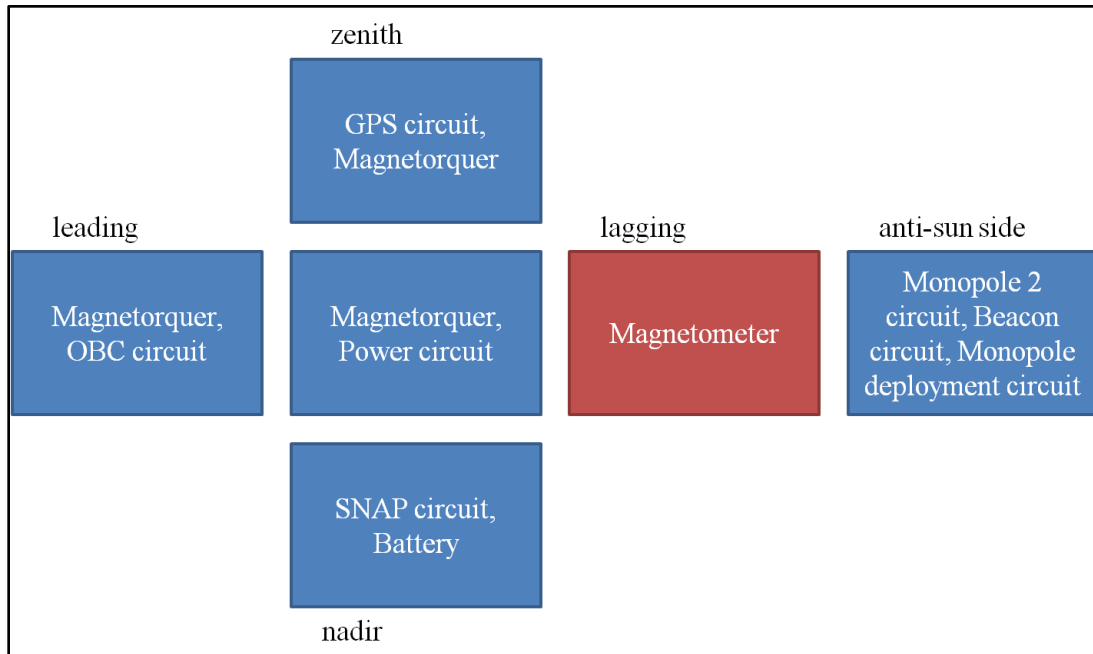 zenith
GPS circuit,
Magnetorquer
leading
lagging
anti-sun side
Magnetorquer,
OBC circuit
Magnetorquer,
Power circuit
Magnetometer
Monopole 2
circuit, Beacon
circuit, Monopole
deployment circuit
SNAP circuit,
Battery
nadir